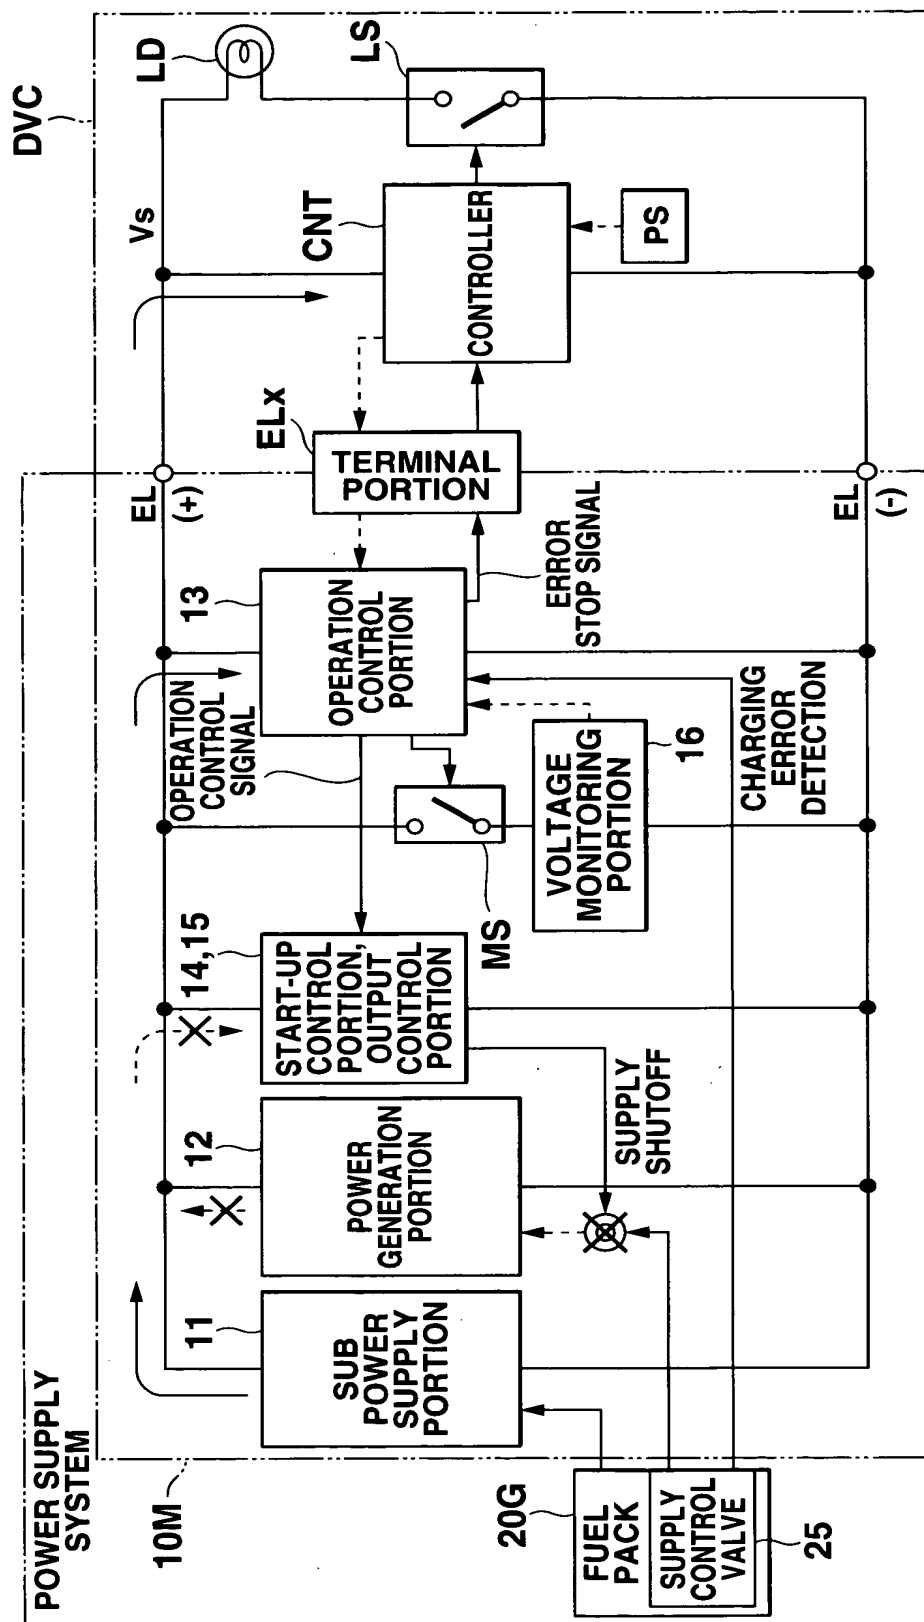 POWER SUPPLY
SYSTEM
DVC
10M
20G
FUEL
PACK
SUPPLY
CONTROL
VALVE
25
11
SUB
POWER
SUPPLY
PORTION
12
POWER
GENERATION
PORTION
SUPPLY
SHUTOFF
14,15
START-UP
CONTROL
PORTION,
OUTPUT
CONTROL
PORTION
OPERATION
CONTROL
SIGNAL
MS
VOLTAGE
MONITORING
PORTION
16
CHARGING
ERROR
DETECTION
13
OPERATION
CONTROL
PORTION
ERROR
STOP SIGNAL
EL
(+)
ELx
TERMINAL
PORTION
EL
(-)
Vs
CNT
CONTROLLER
PS
LD
LS